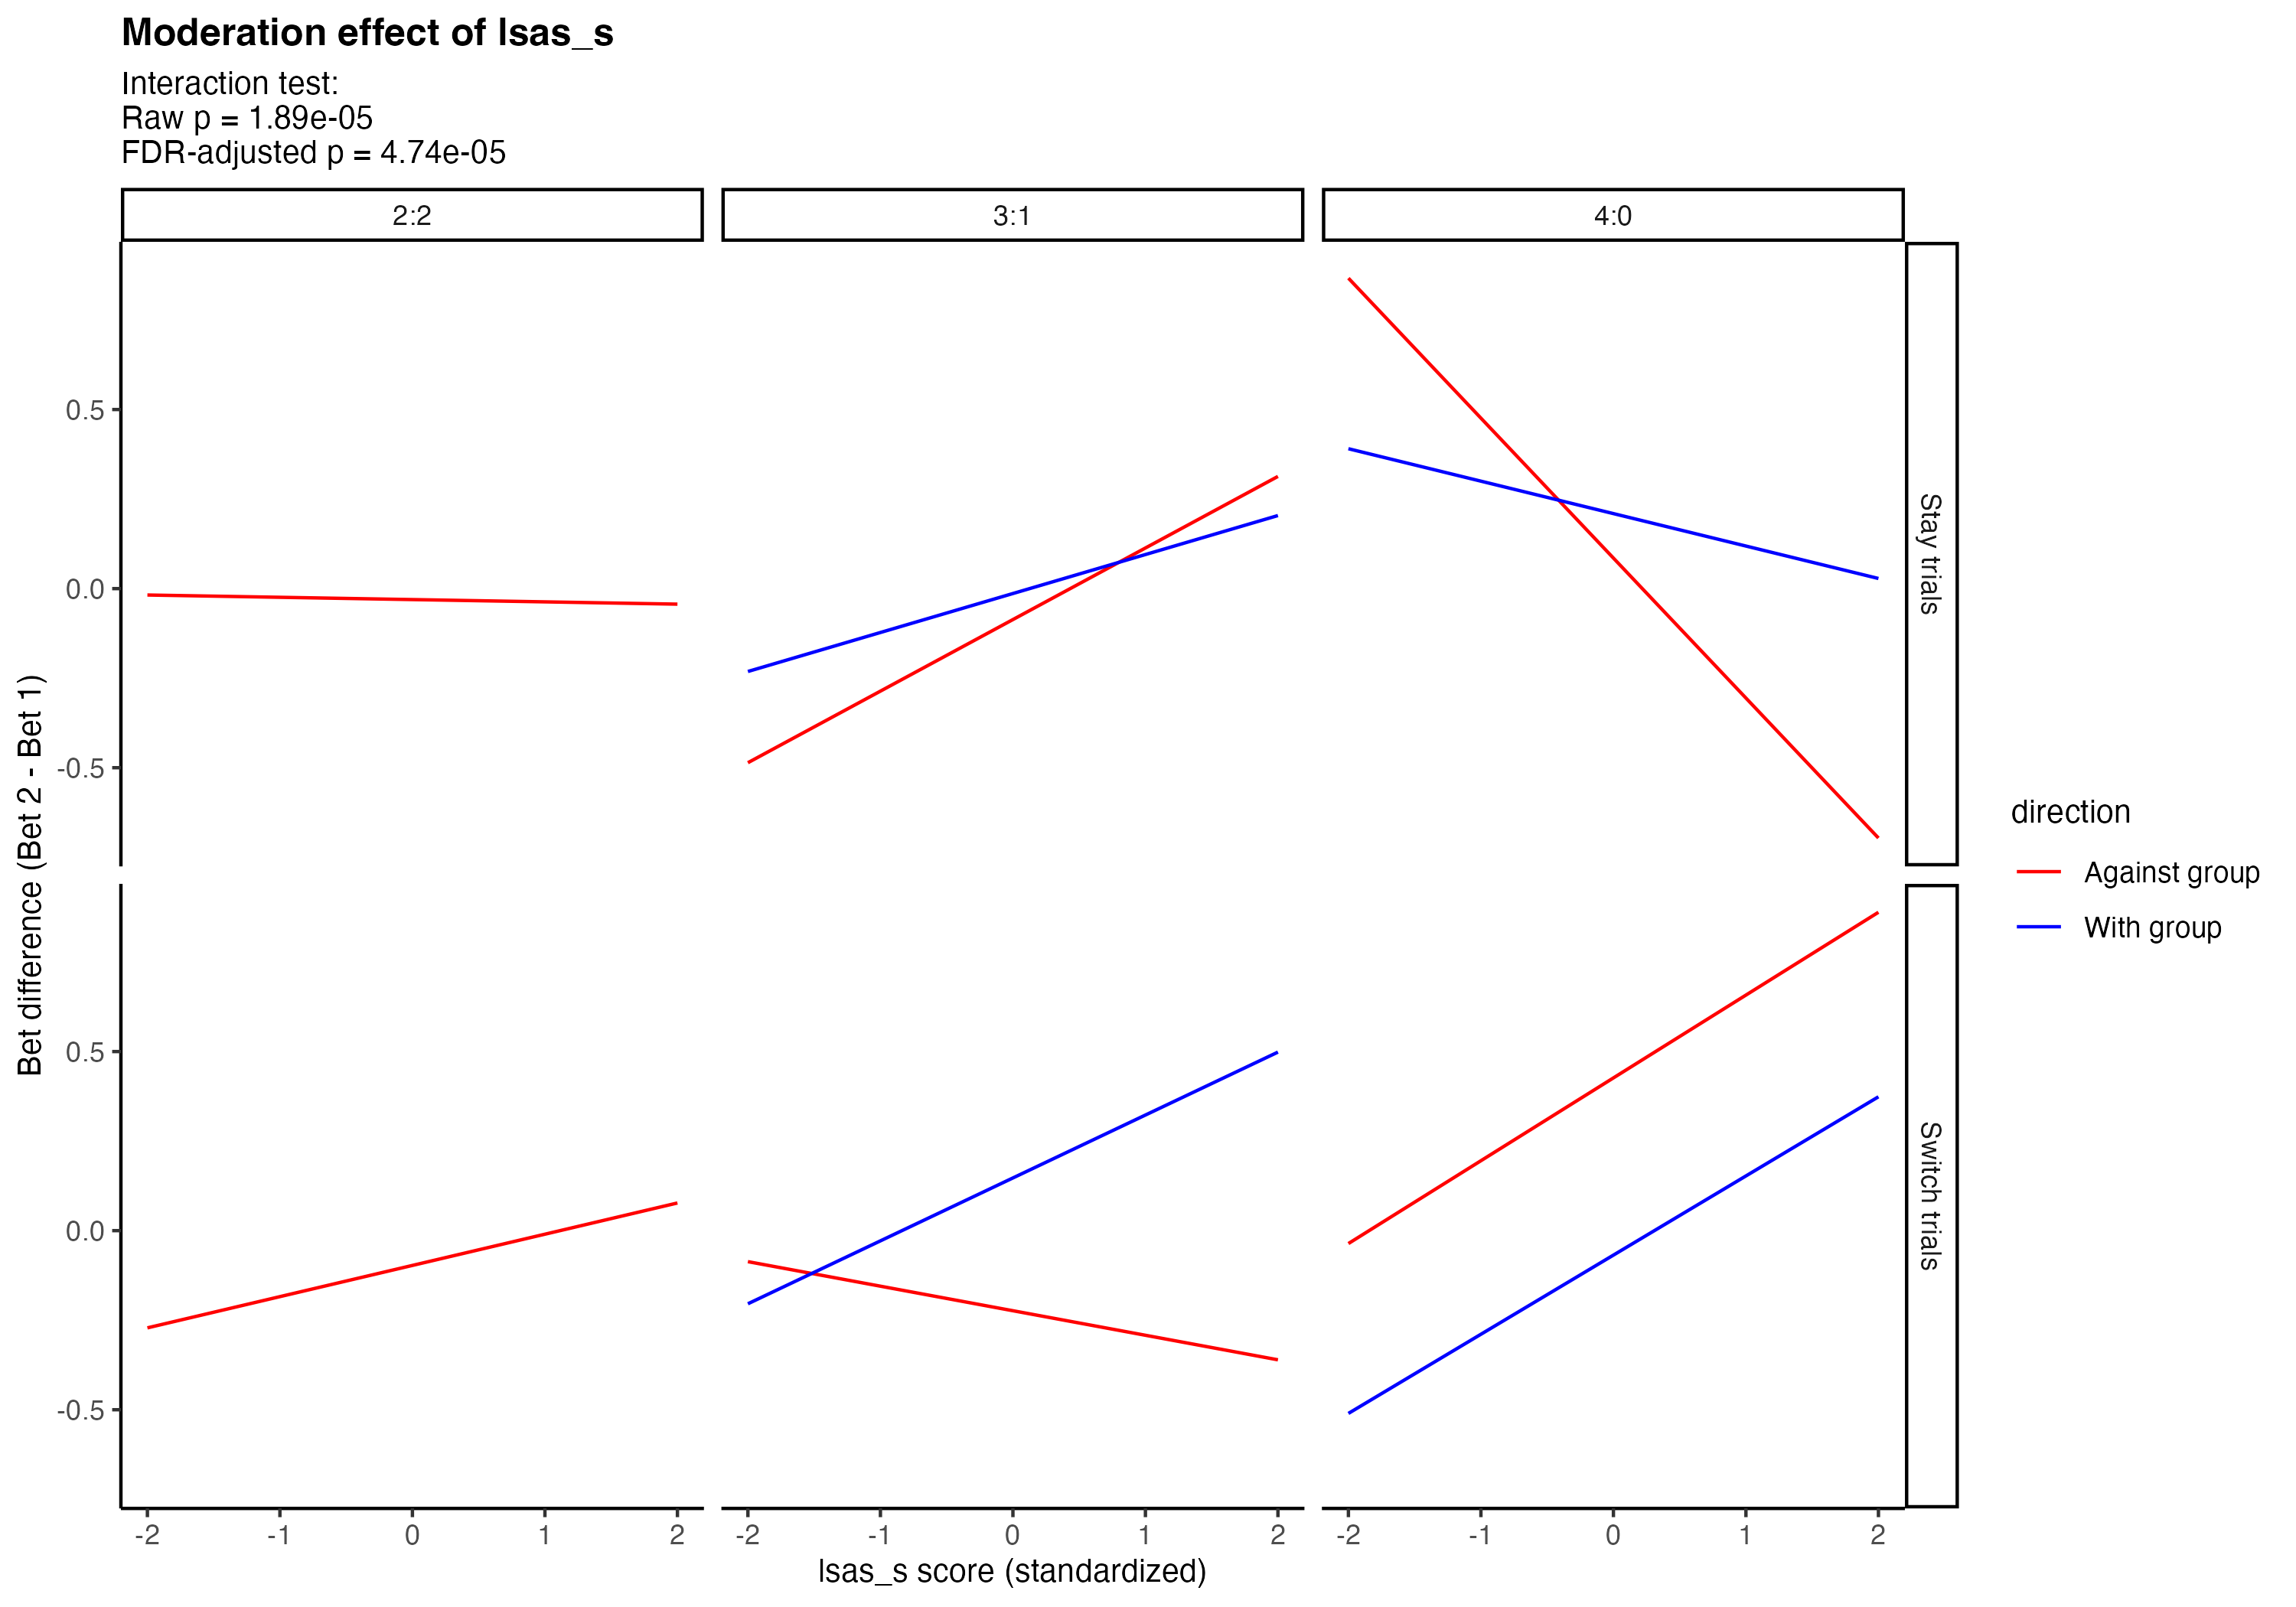 Moderation effect of lsas_s
Interaction test:
Raw p = 1.89e-05
FDR-adjusted p = 4.74e-05
2:2
3:1
4:0
Stay trials
Switch trials
Bet difference (Bet 2 - Bet 1)
0.5
0.0
-0.5
0.5
0.0
-0.5
-2 -1 0 1 2
-2 -1 0 1 2
-2 -1 0 1 2
lsas_s score (standardized)
direction
Against group
With group